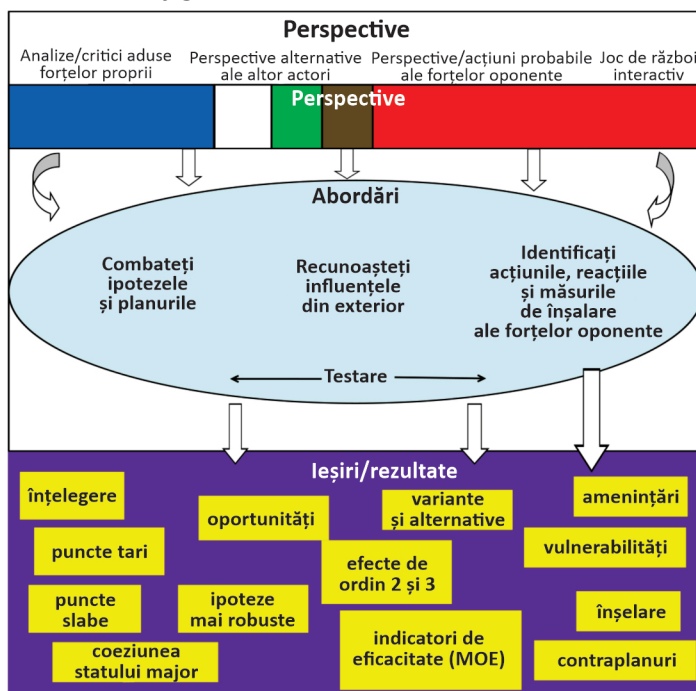 Perspective
Analize/critici aduse
forțelor proprii
Perspective alternative
ale altor actori
Perspective/acțiuni probabile
ale forțelor oponente
Joc de război
interactiv
Perspective
Abordări
Combateți
ipotezele
și planurile
Recunoașteți
influențele
din exterior
Identificați
acțiunile, reacțiile
și măsurile
de înșalare
ale forțelor oponente
Testare
Ieșiri/rezultate
înțelegere
oportunități
variante
și alternative
amenințări
puncte tari
efecte de
ordin 2 și 3
vulnerabilități
puncte
slabe
ipoteze
mai robuste
înșelare
coeziunea
statului major
indicatori de
eficacitate (MOE)
contraplanuri